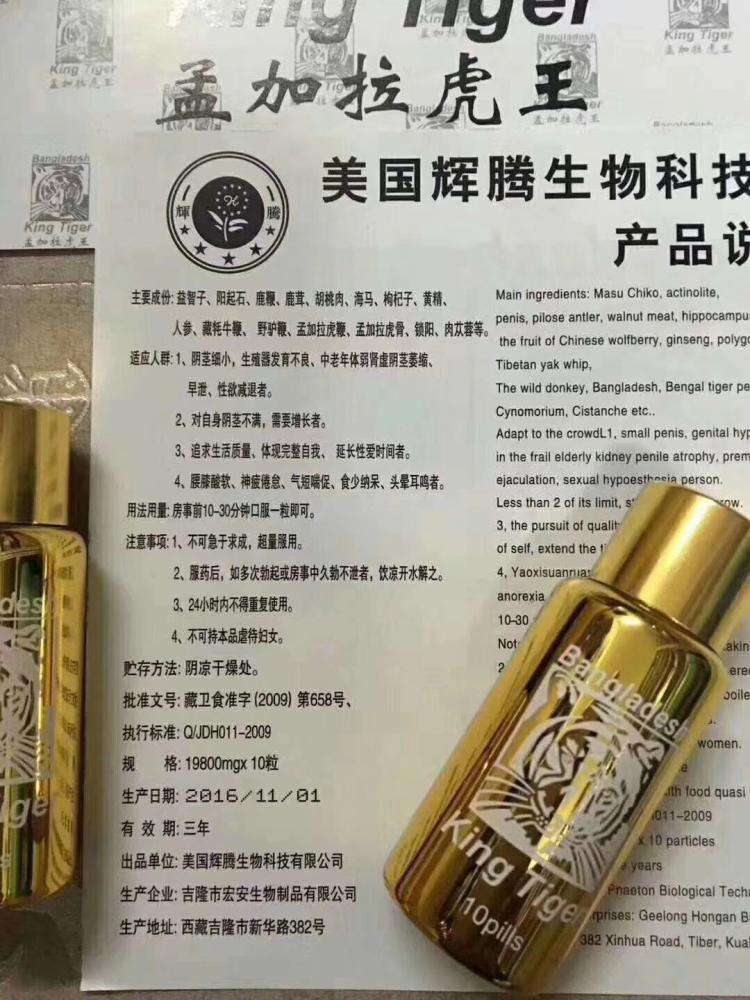 King Tiger
孟加拉虎王
Bangladesh
King Tiger
孟加拉虎王
輝 騰
美国辉腾生物科技
产品说
主要成份: 益智子、阳起石、鹿鞭、鹿茸、胡桃肉、海马、枸杞子、黄精、
人参、藏牦牛鞭、野驴鞭、孟加拉虎鞭、孟加拉虎骨、锁阳、肉苁蓉等。
适应人群: 1、阴茎细小，生殖器发育不良、中老年体弱肾虚阴茎萎缩、
早泄、性欲减退者。
2、对自身阴茎不满，需要增长者。
3、追求生活质量、体现完整自我、延长性爱时间者。
4、腰膝酸软、神疲倦怠、气短喘促、食少纳呆、头晕耳鸣者。
用法用量: 房事前10-30分钟口服一粒即可。
注意事项: 1、不可急于求成，超量服用。
2、服药后，如多次勃起或房事中久勃不泄者，饮凉开水解之。
3、24小时内不得重复使用。
4、不可持本品虐待妇女。
贮存方法: 阴凉干燥处。
批准文号: 藏卫食准字 (2009) 第658号、
执行标准: Q/JDH011-2009
规 格: 19800mgx 10粒
生产日期: 2016/11/01
有 效 期: 三年
出品单位: 美国辉腾生物科技有限公司
生产企业: 吉隆市宏安生物制品有限公司
生产地址: 西藏吉隆市新华路382号
Main ingredients: Masu Chiko, actinolite,
penis, pilose antler, walnut meat, hippocampu
the fruit of Chinese wolfberry, ginseng, polygo
Tibetan yak whip,
The wild donkey, Bangladesh, Bengal tiger pe
Cynomorium, Cistanche etc..
Adapt to the crowdL1, small penis, genital hyp
in the frail elderly kidney penile atrophy, prem
ejaculation, sexual hypoesthesia person.
Less than 2 of its limit, row.
3, the pursuit of qualit
of self, extend the t
4, Yaoxisuanrua
anorexia
10-30
Not
2
women.
ith food quasi
011-2009
x 10 particles
years
Phaeton Biological Techa
rprises: Geelong Hongan B
382 Xinhua Road, Tiber, Kua
Bangladesh
King Tiger
10pills